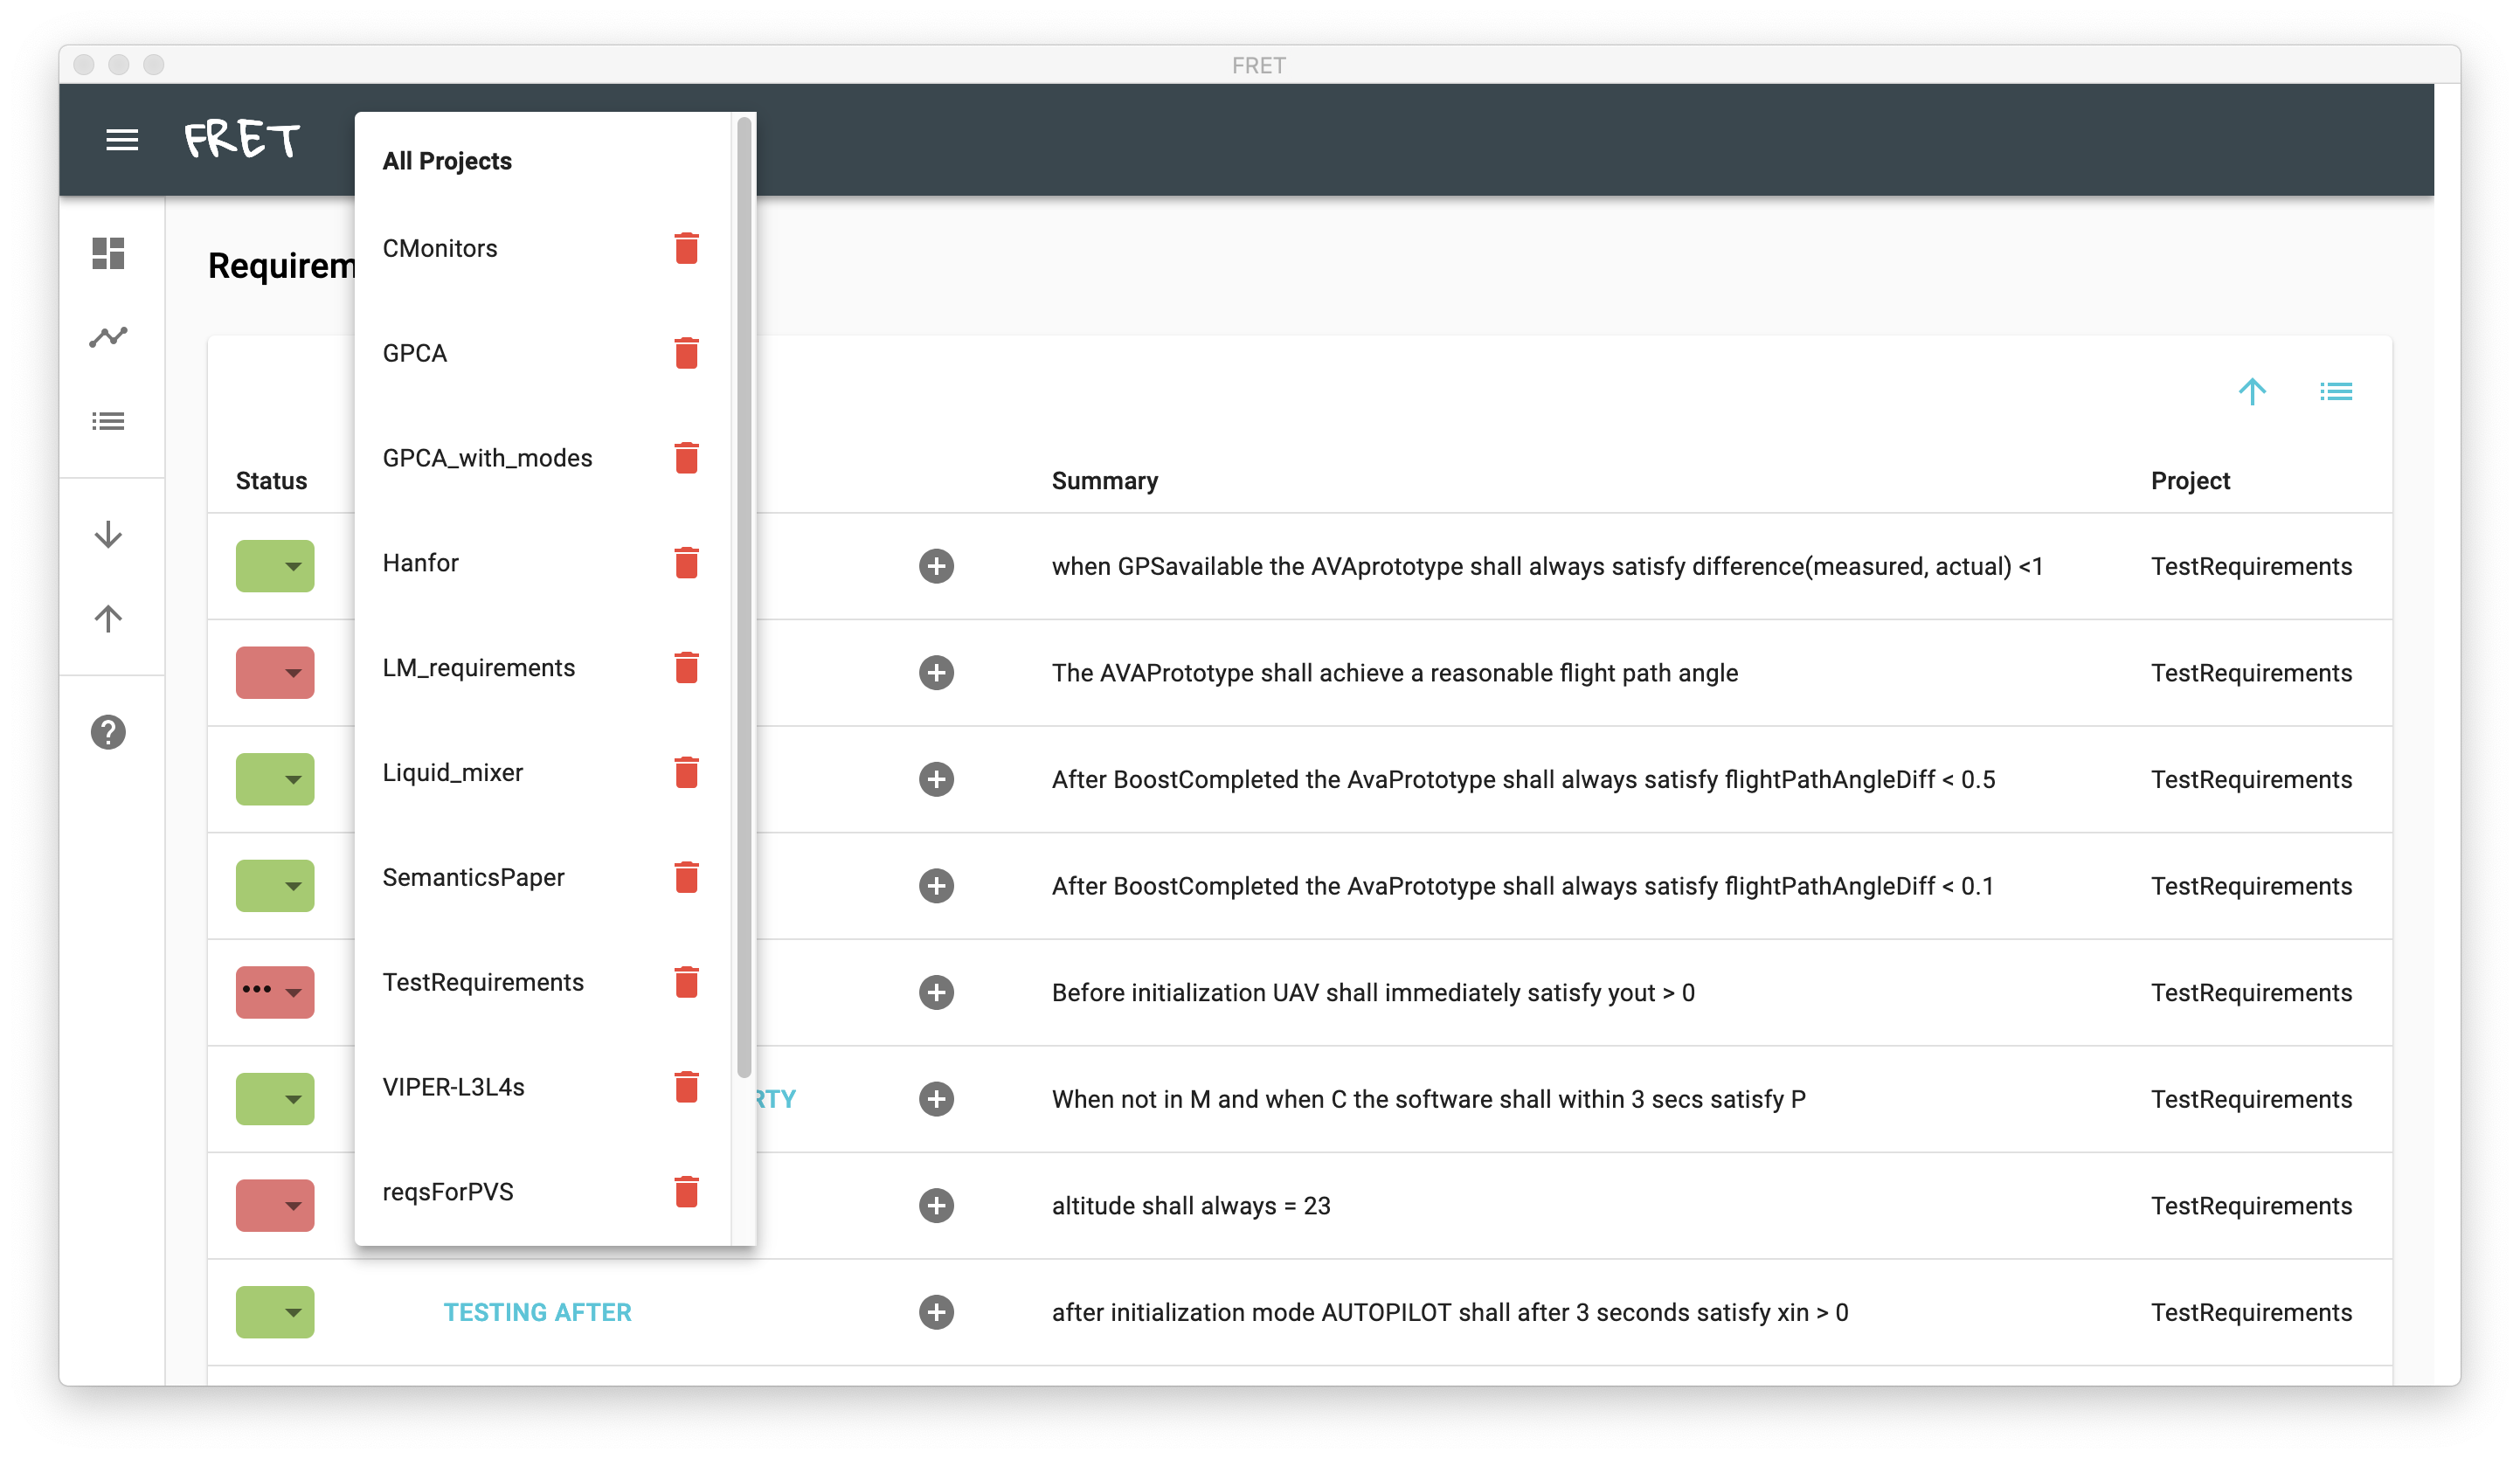 FRET
FRET
All Projects
CMonitors
GPCA
GPCA_with_modes
Hanfor
LM_requirements
Liquid_mixer
SemanticsPaper
TestRequirements
VIPER-L3L4s
reqsForPVS
Requirem
Status Summary Project
when GPSavailable the AVAprototype shall always satisfy difference(measured, actual) <1 TestRequirements
The AVAPrototype shall achieve a reasonable flight path angle TestRequirements
After BoostCompleted the AvaPrototype shall always satisfy flightPathAngleDiff < 0.5 TestRequirements
After BoostCompleted the AvaPrototype shall always satisfy flightPathAngleDiff < 0.1 TestRequirements
Before initialization UAV shall immediately satisfy yout > 0 TestRequirements
RTY When not in M and when C the software shall within 3 secs satisfy P TestRequirements
altitude shall always = 23 TestRequirements
TESTING AFTER after initialization mode AUTOPILOT shall after 3 seconds satisfy xin > 0 TestRequirements